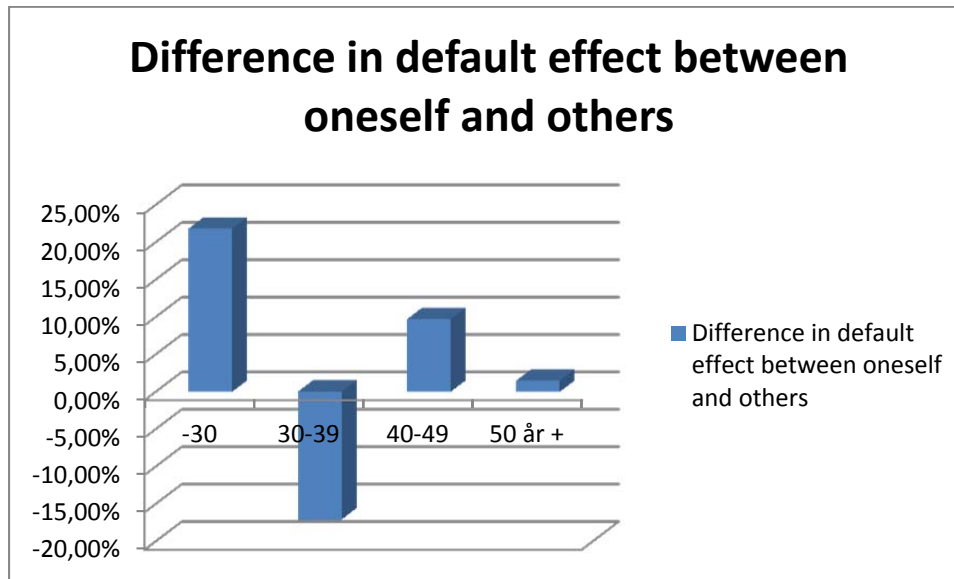 Difference in default effect between
oneself and others
25,00%
20,00%
15,00%
10,00%
5,00%
0,00%
-5,00%
-10,00%
-15,00%
-20,00%
-30 30-39 40-49 50 år +
Difference in default
effect between oneself
and others